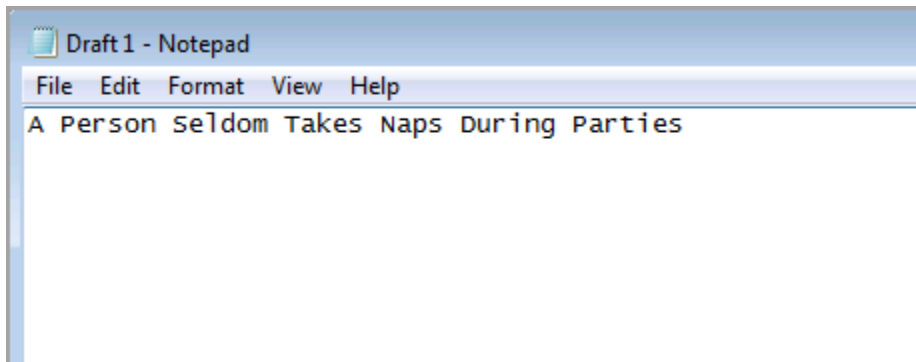 Draft 1 - Notepad
File Edit Format View Help
A Person Seldom Takes Naps During Parties